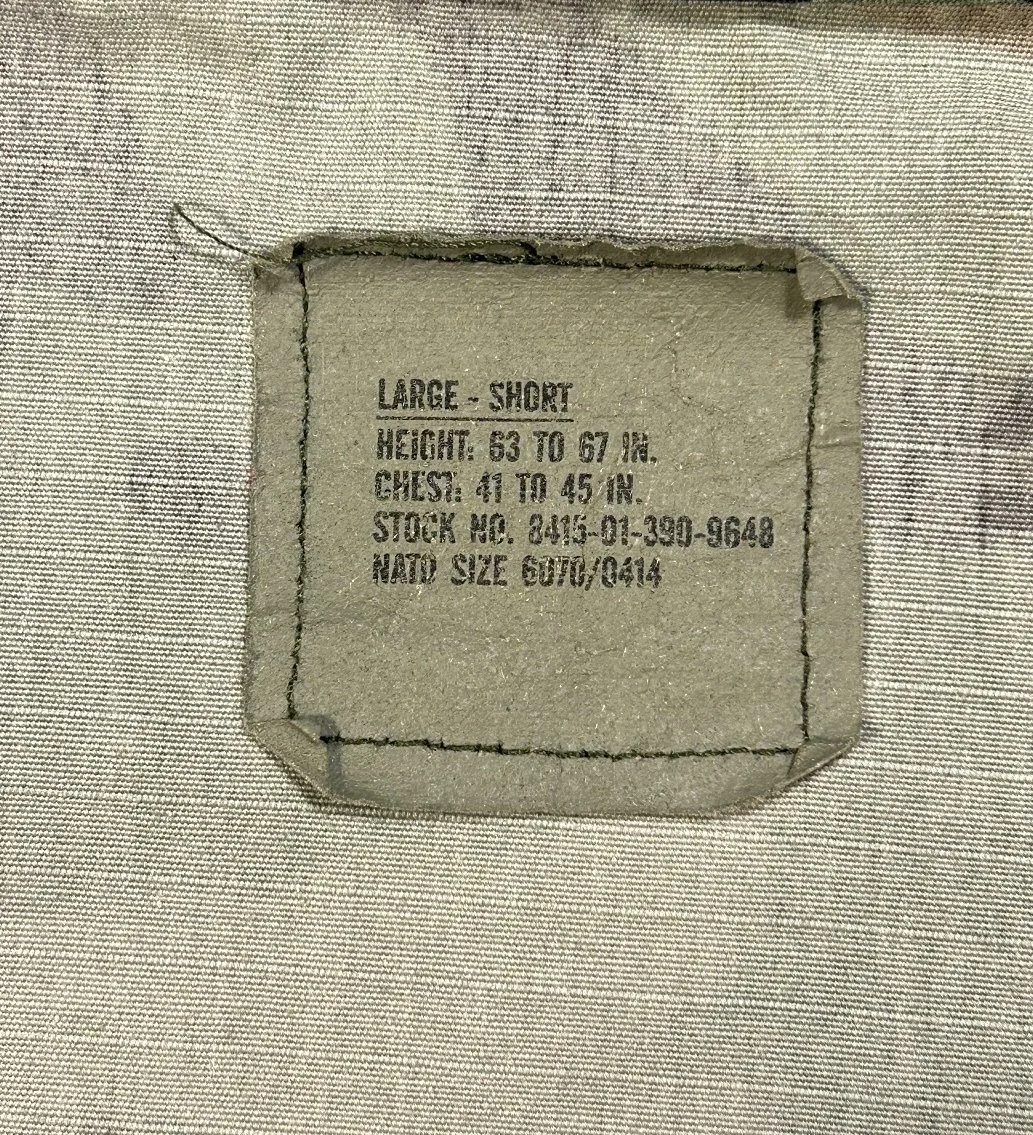 LARGE - SHORT
HEIGHT: 63 TO 67 IN.
CHEST: 41 TO 45 IN.
STOCK NO. 8415-01-390-9648
NATO SIZE 6070/0414